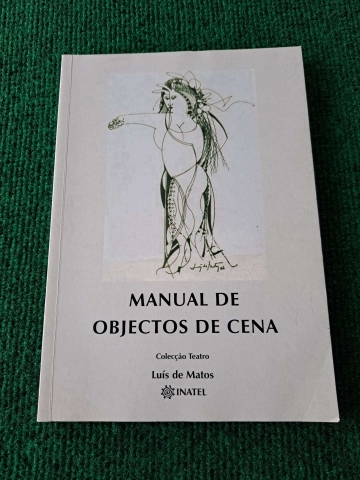 MANUAL DE
OBJECTOS DE CENA
Colecção Teatro
Luís de Matos
INATEL